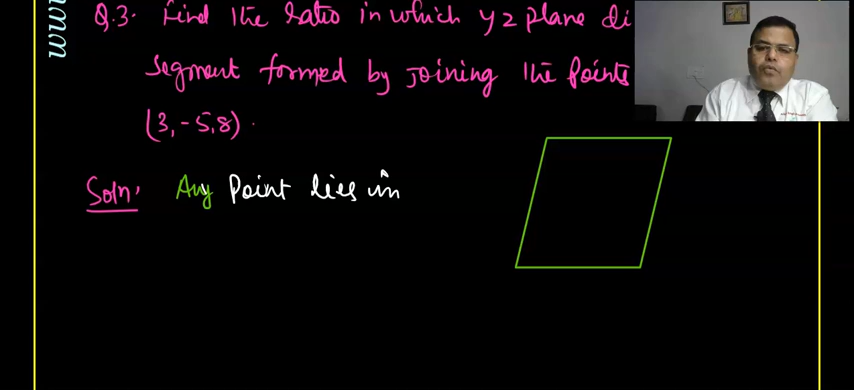 www
Q.3. Find the ratio in which yz plane di
segment formed by joining the points
(3,-5,8).
Soln. Any Point lies in